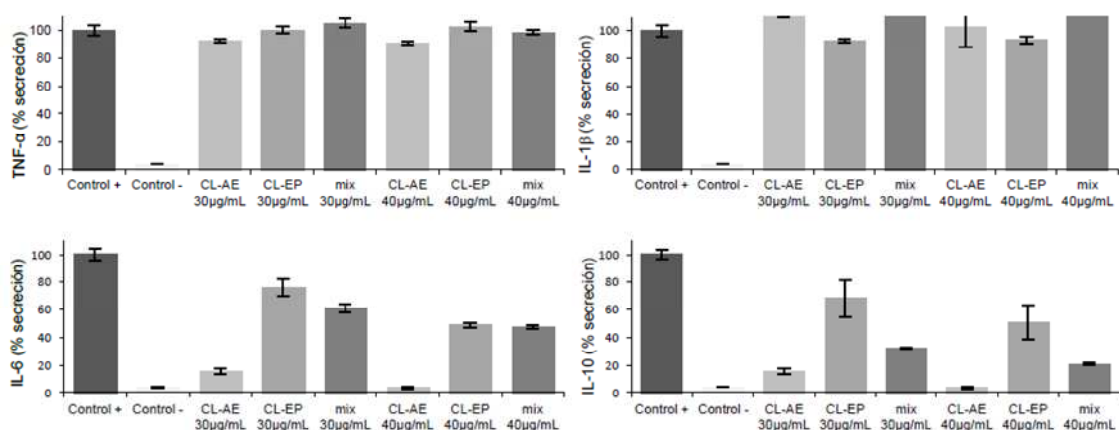 TNF-α (% secreción)
100
80
60
40
20
0
Control + Control - CL-AE CL-EP mix CL-AE CL-EP mix
30µg/mL 30µg/mL 30µg/mL 40µg/mL 40µg/mL 40µg/mL
IL-1β (% secreción)
100
80
60
40
20
0
Control + Control - CL-AE CL-EP mix CL-AE CL-EP mix
30µg/mL 30µg/mL 30µg/mL 40µg/mL 40µg/mL 40µg/mL
IL-6 (% secreción)
100
80
60
40
20
0
Control + Control - CL-AE CL-EP mix CL-AE CL-EP mix
30µg/mL 30µg/mL 30µg/mL 40µg/mL 40µg/mL 40µg/mL
IL-10 (% secreción)
100
80
60
40
20
0
Control + Control - CL-AE CL-EP mix CL-AE CL-EP mix
30µg/mL 30µg/mL 30µg/mL 40µg/mL 40µg/mL 40µg/mL